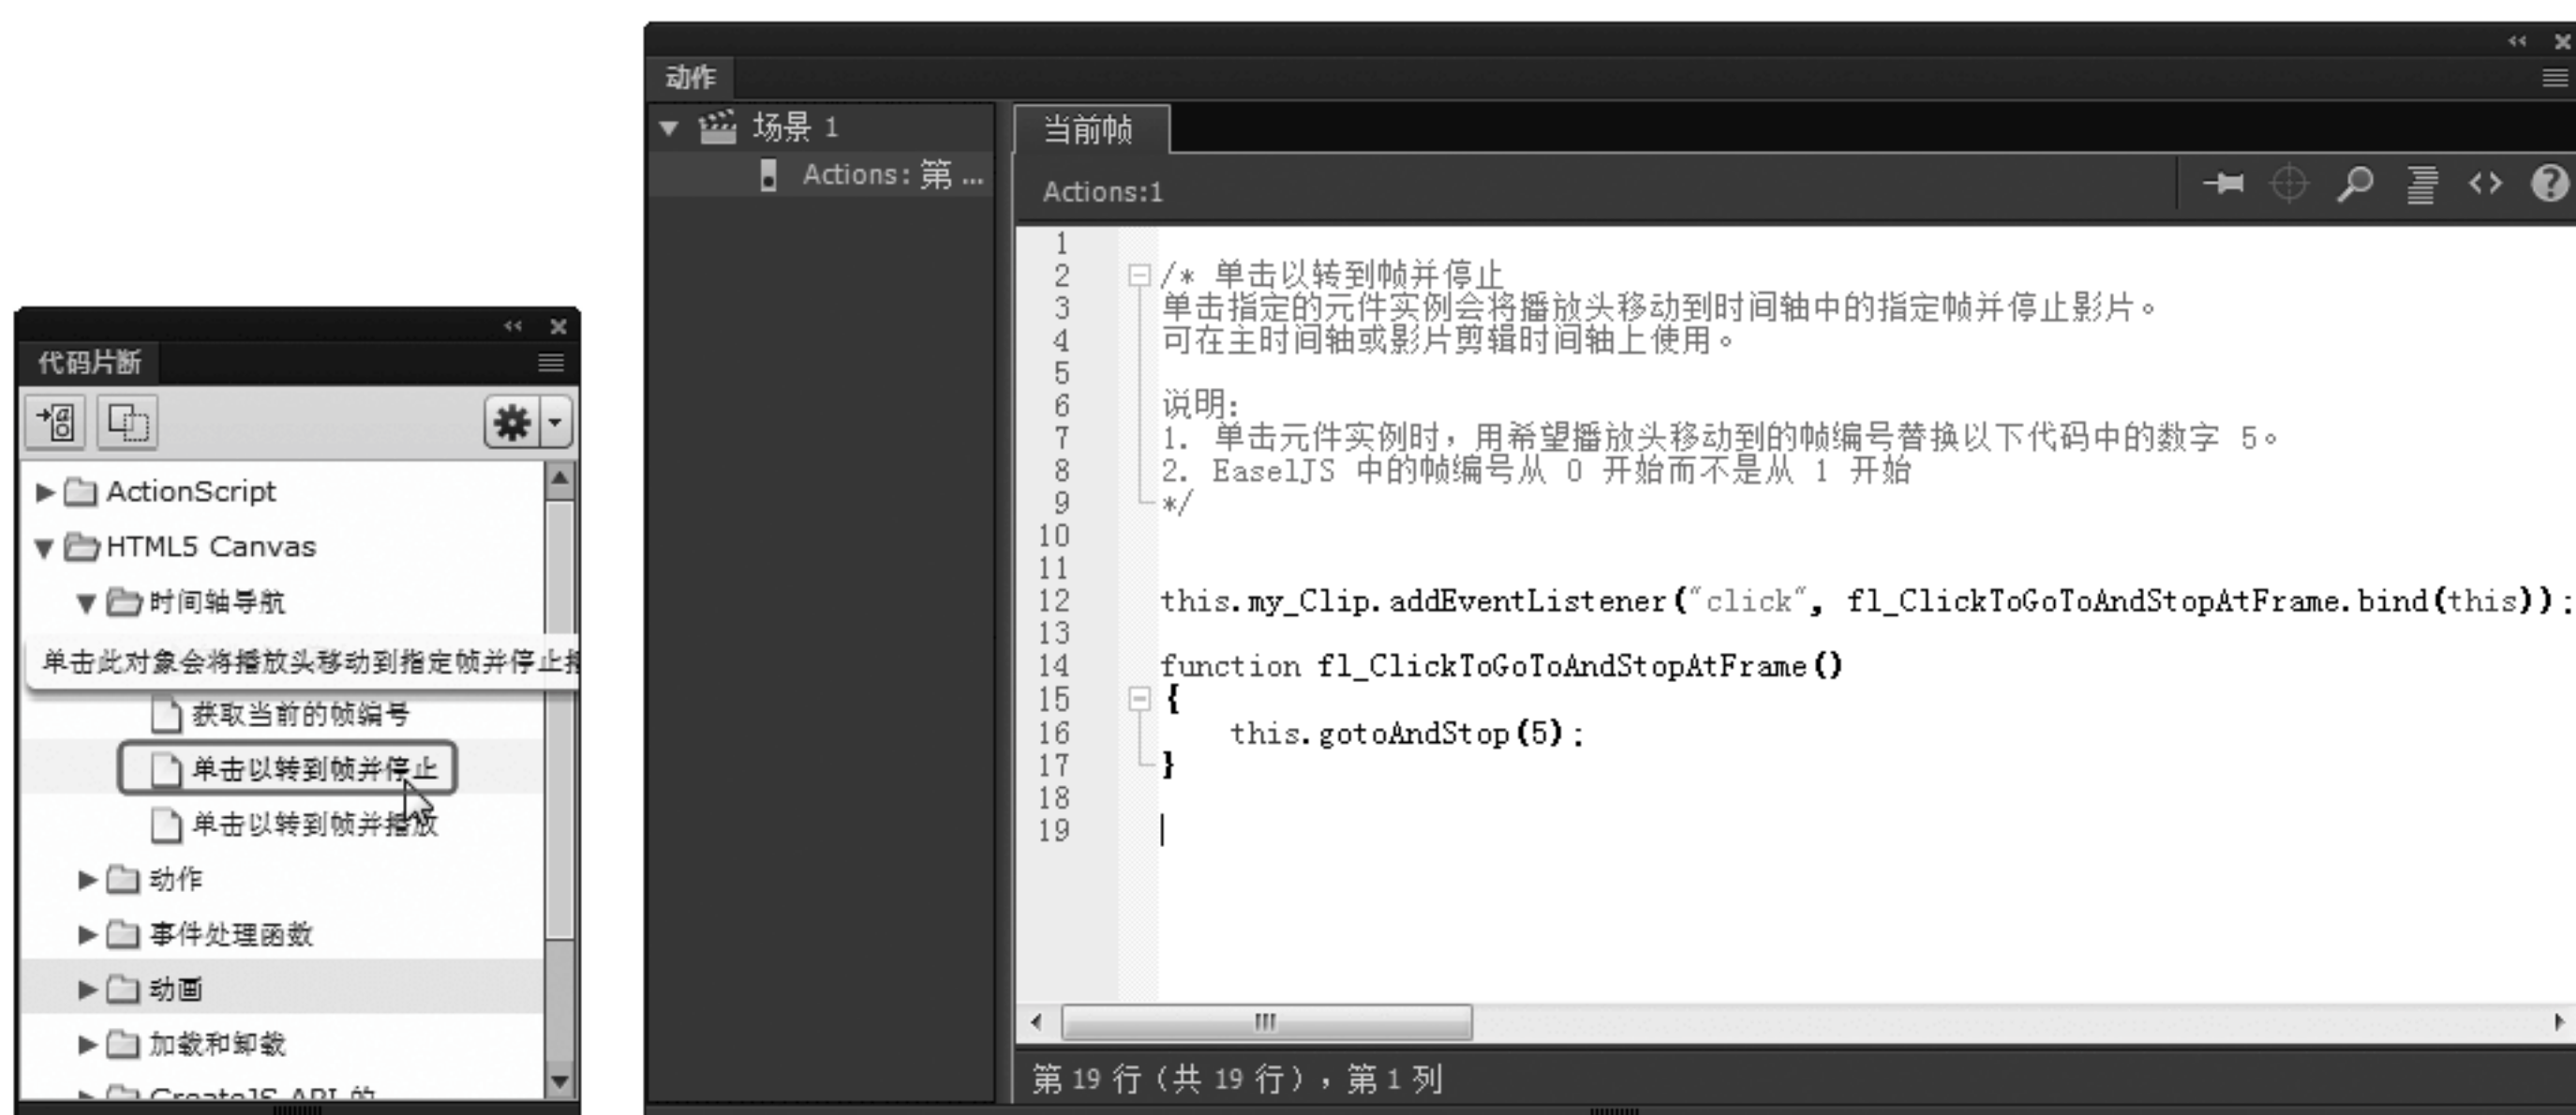 代码片断
ActionScript
HTML5 Canvas
时间轴导航
单击此对象会将播放头移动到指定帧并停止
获取当前的帧编号
单击以转到帧并停止
单击以转到帧并播放
动作
事件处理函数
动画
加载和卸载
CreateJS API 的
动作
场景 1
Actions: 第 ...
当前帧
Actions:1
1
2 /* 单击以转到帧并停止
3 单击指定的元件实例会将播放头移动到时间轴中的指定帧并停止影片。
4 可在主时间轴或影片剪辑时间轴上使用。
5
6 说明:
7 1. 单击元件实例时，用希望播放头移动到的帧编号替换以下代码中的数字 5。
8 2. EaselJS 中的帧编号从 0 开始而不是从 1 开始
9 */
10
11
12 this.my_Clip.addEventListener("click", fl_ClickToGoToAndStopAtFrame.bind(this));
13
14 function fl_ClickToGoToAndStopAtFrame()
15 {
16 this.gotoAndStop(5);
17 }
18
19
第 19 行（共 19 行），第 1 列